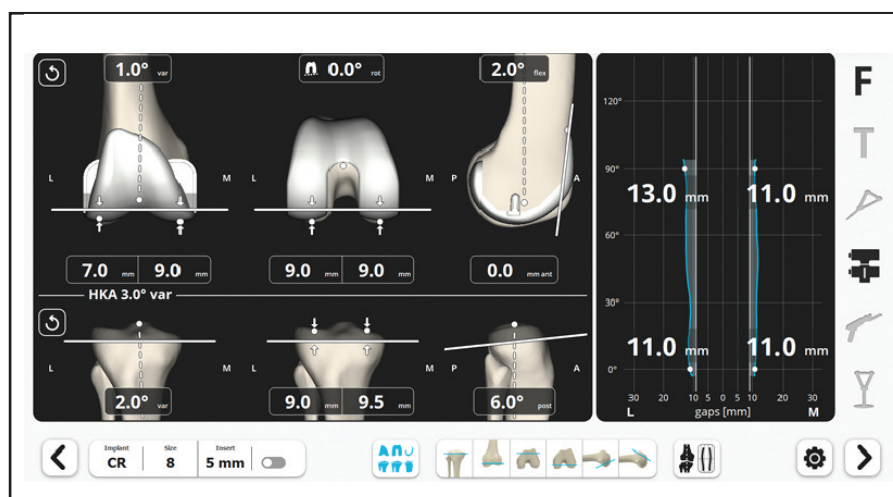 1.0° var
0.0° rot
2.0° flex
L M L M P A
7.0 mm 9.0 mm
9.0 mm 9.0 mm
0.0 mm ant
HKA 3.0° var
L M L M P A
2.0° var
9.0 mm 9.5 mm
6.0° post
120°
90°
13.0 mm 11.0 mm
60°
30°
11.0 mm 11.0 mm
0°
30 20 10 5 0 5 10 20 30
L gaps [mm] M
F
T
Implant Size Insert
CR 8 5 mm